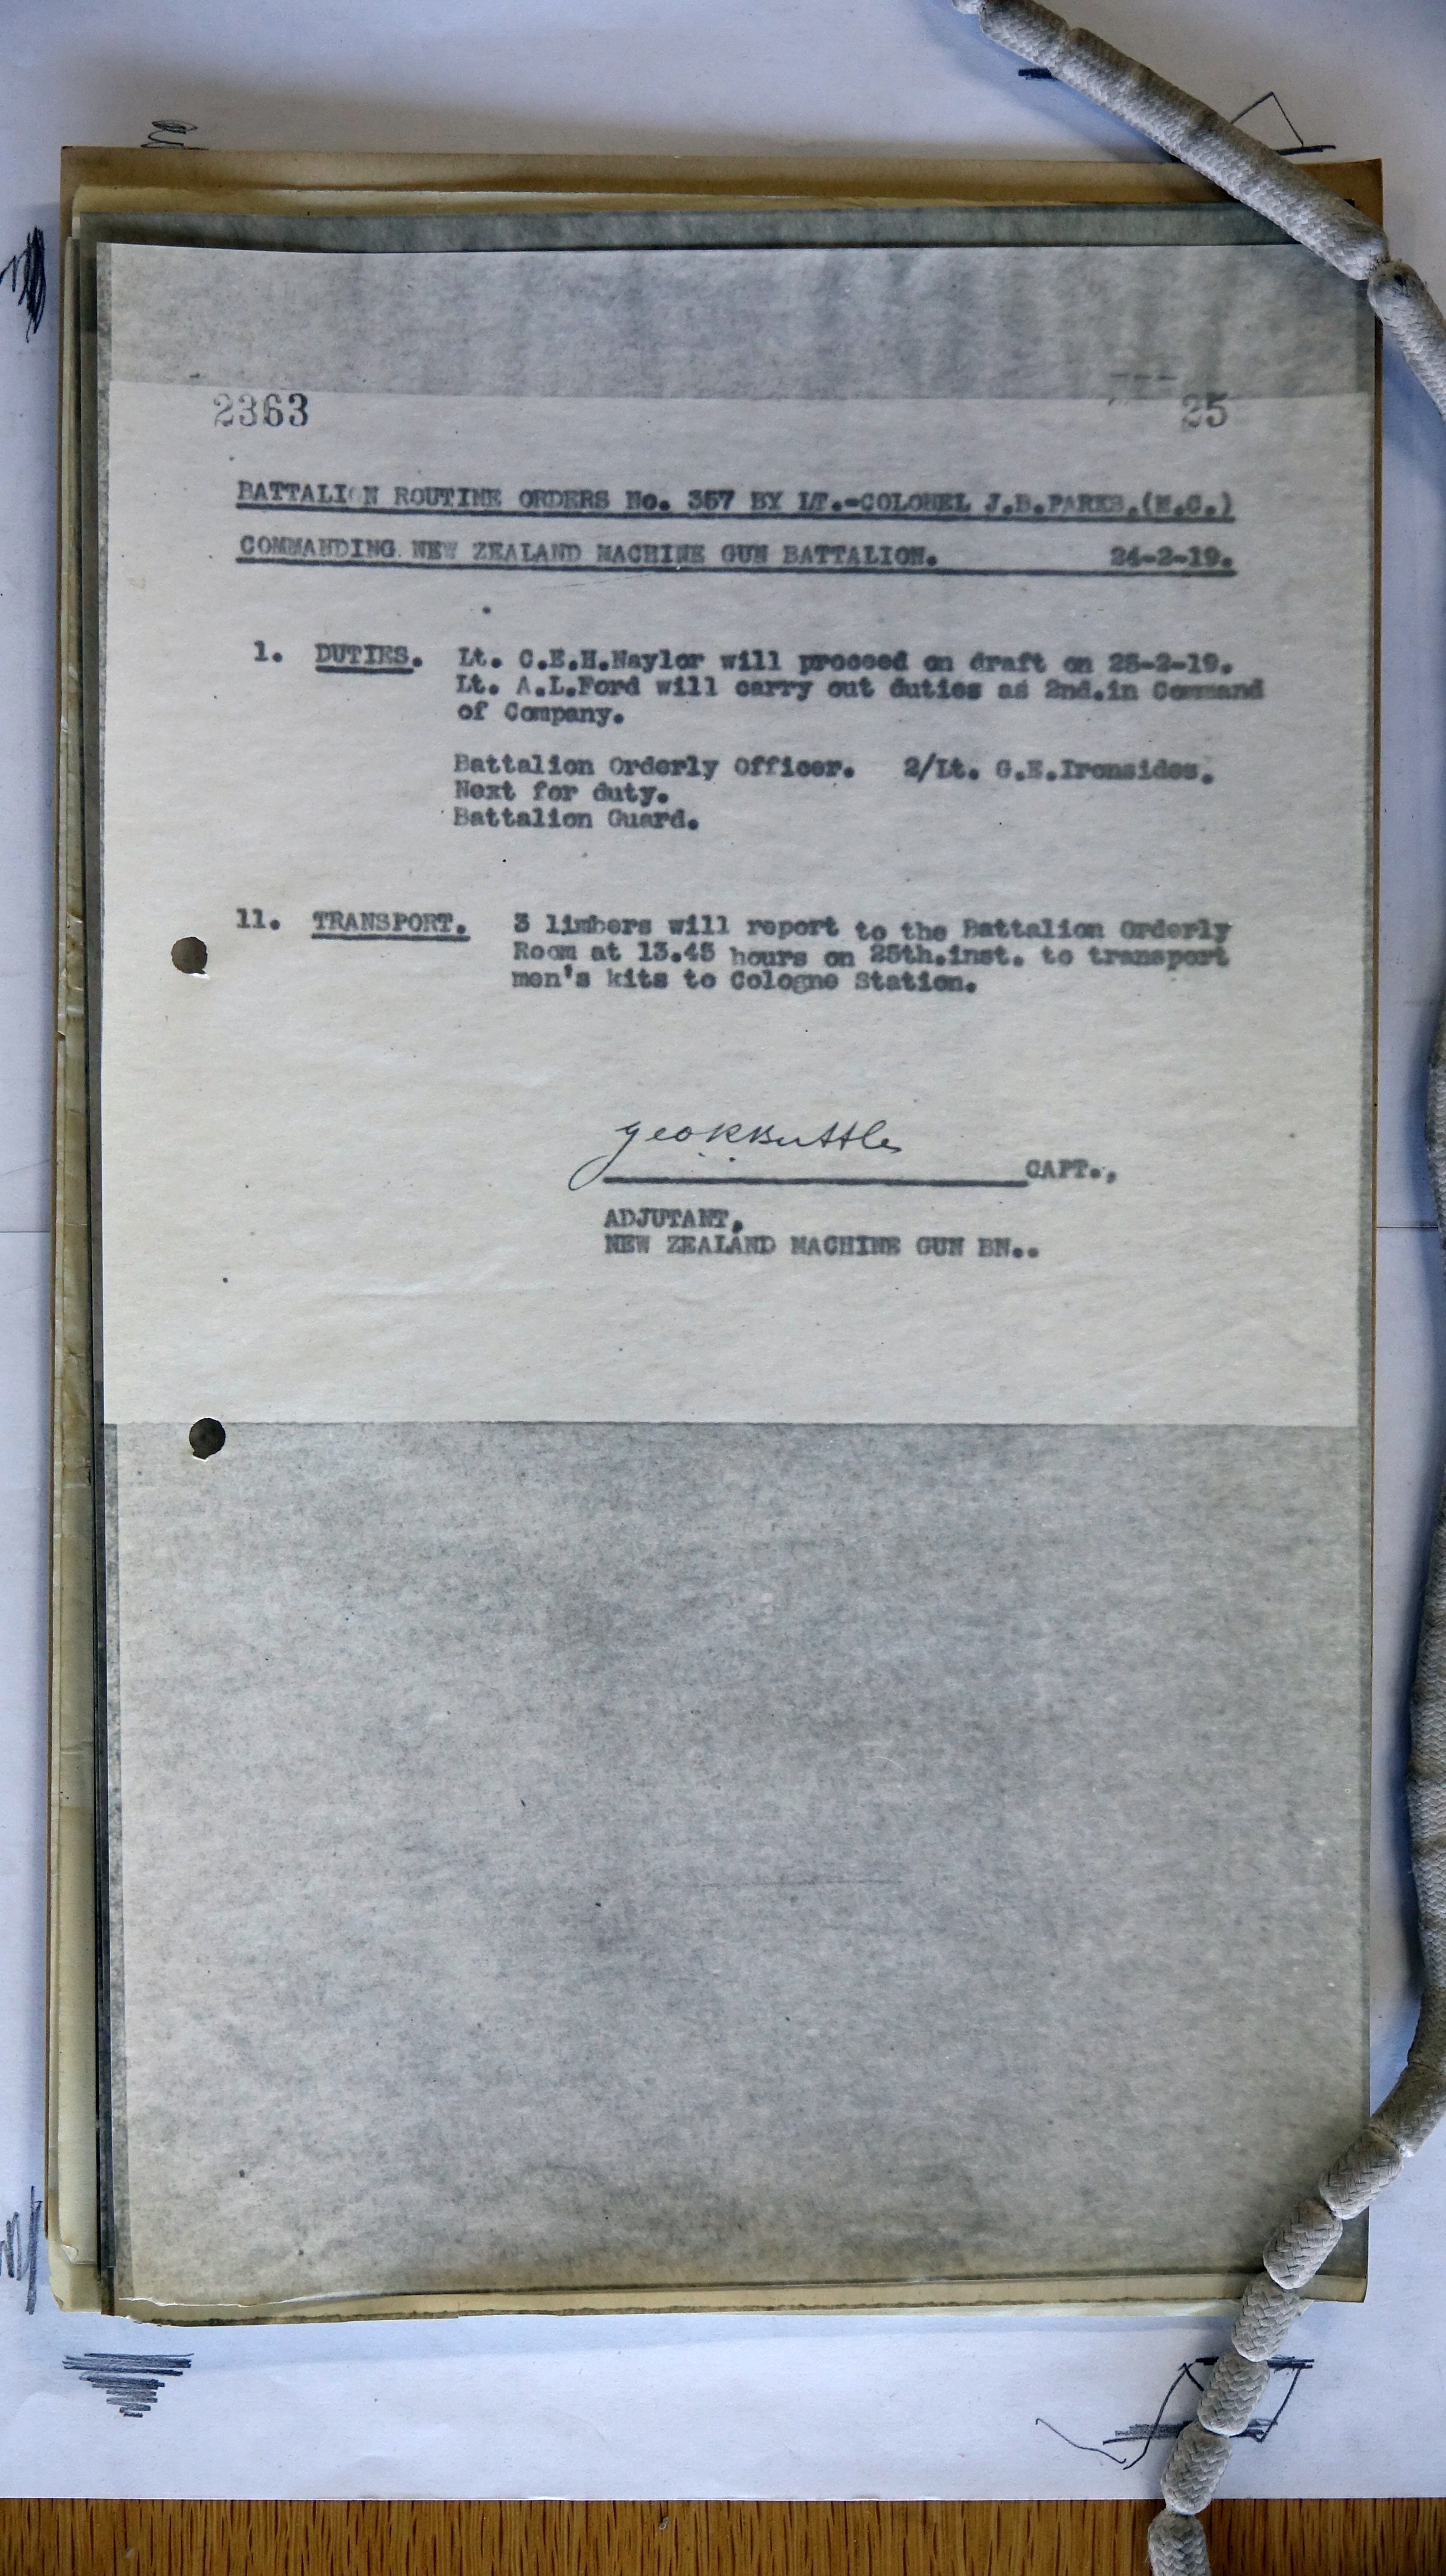 2363 25
BATTALION ROUTINE ORDERS No. 357 BY LT.-COLONEL J.B.PARKS.(M.C.)
COMMANDING NEW ZEALAND MACHINE GUN BATTALION. 24-2-19.
1. DUTIES. Lt. C.E.H.Naylor will proceed on draft on 25-2-19.
Lt. A.L.Ford will carry out duties as 2nd.in Command
of Company.
Battalion Orderly Officer. 2/Lt. G.E.Ironsides.
Next for duty.
Battalion Guard.
11. TRANSPORT. 3 limbers will report to the Battalion Orderly
Room at 13.45 hours on 25th.inst. to transport
men's kits to Cologne Station.
Geo R Buttle
CAPT.,
ADJUTANT,
NEW ZEALAND MACHINE GUN BN..